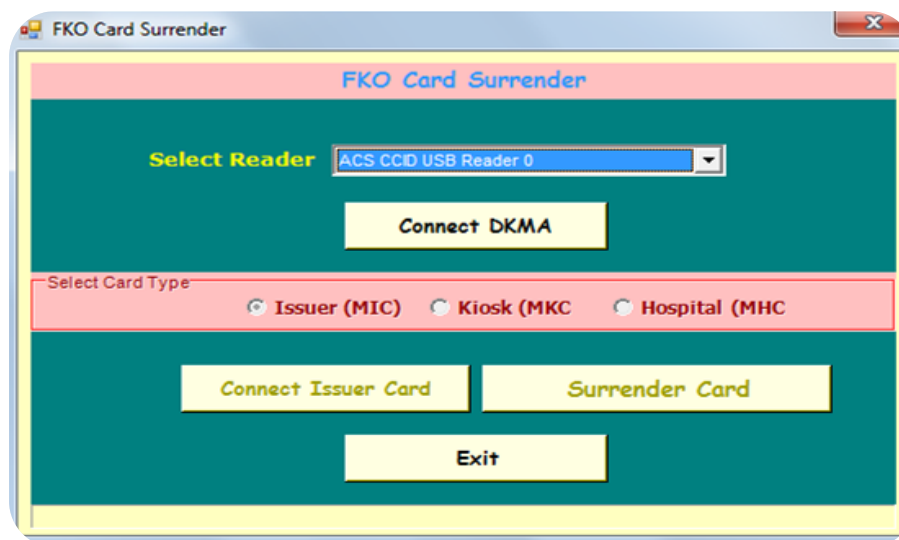 FKO Card Surrender
FKO Card Surrender
Select Reader ACS CCID USB Reader 0
Connect DKMA
Select Card Type
Issuer (MIC) Kiosk (MKC Hospital (MHC
Connect Issuer Card Surrender Card
Exit